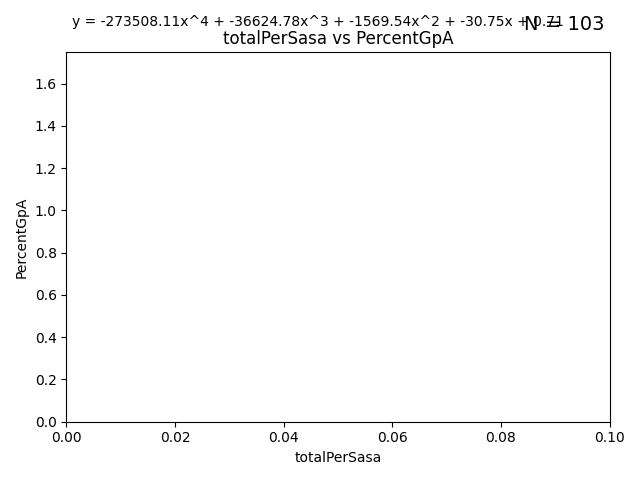 y = -273508.11x^4 + -36624.78x^3 + -1569.54x^2 + -30.75x + 0.71
N = 103
totalPerSasa vs PercentGpA
1.6
1.4
1.2
1.0
0.8
0.6
0.4
0.2
0.0
PercentGpA
0.00 0.02 0.04 0.06 0.08 0.10
totalPerSasa